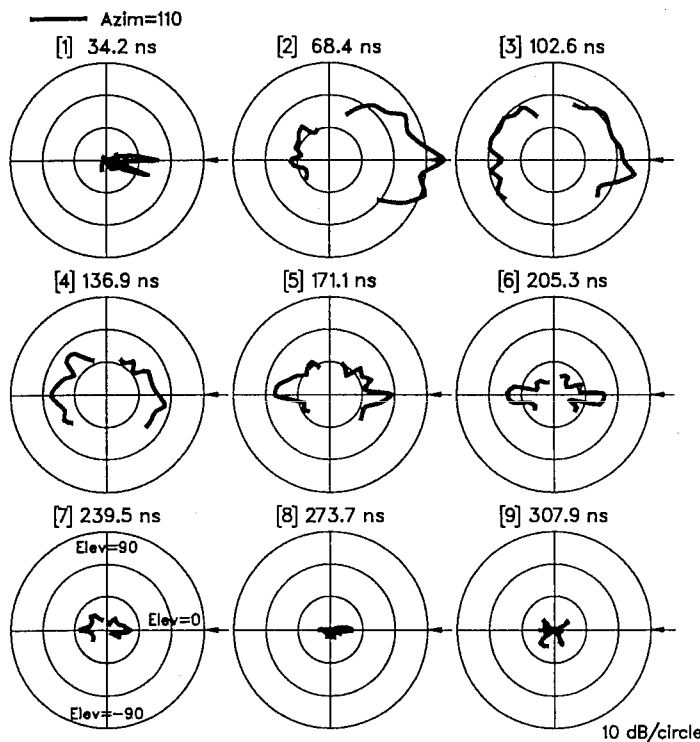 Azim=110
[1] 34.2 ns
[2] 68.4 ns
[3] 102.6 ns
[4] 136.9 ns
[5] 171.1 ns
[6] 205.3 ns
[7] 239.5 ns
[8] 273.7 ns
[9] 307.9 ns
Elev=90
Elev=0
Elev=-90
10 dB/circle